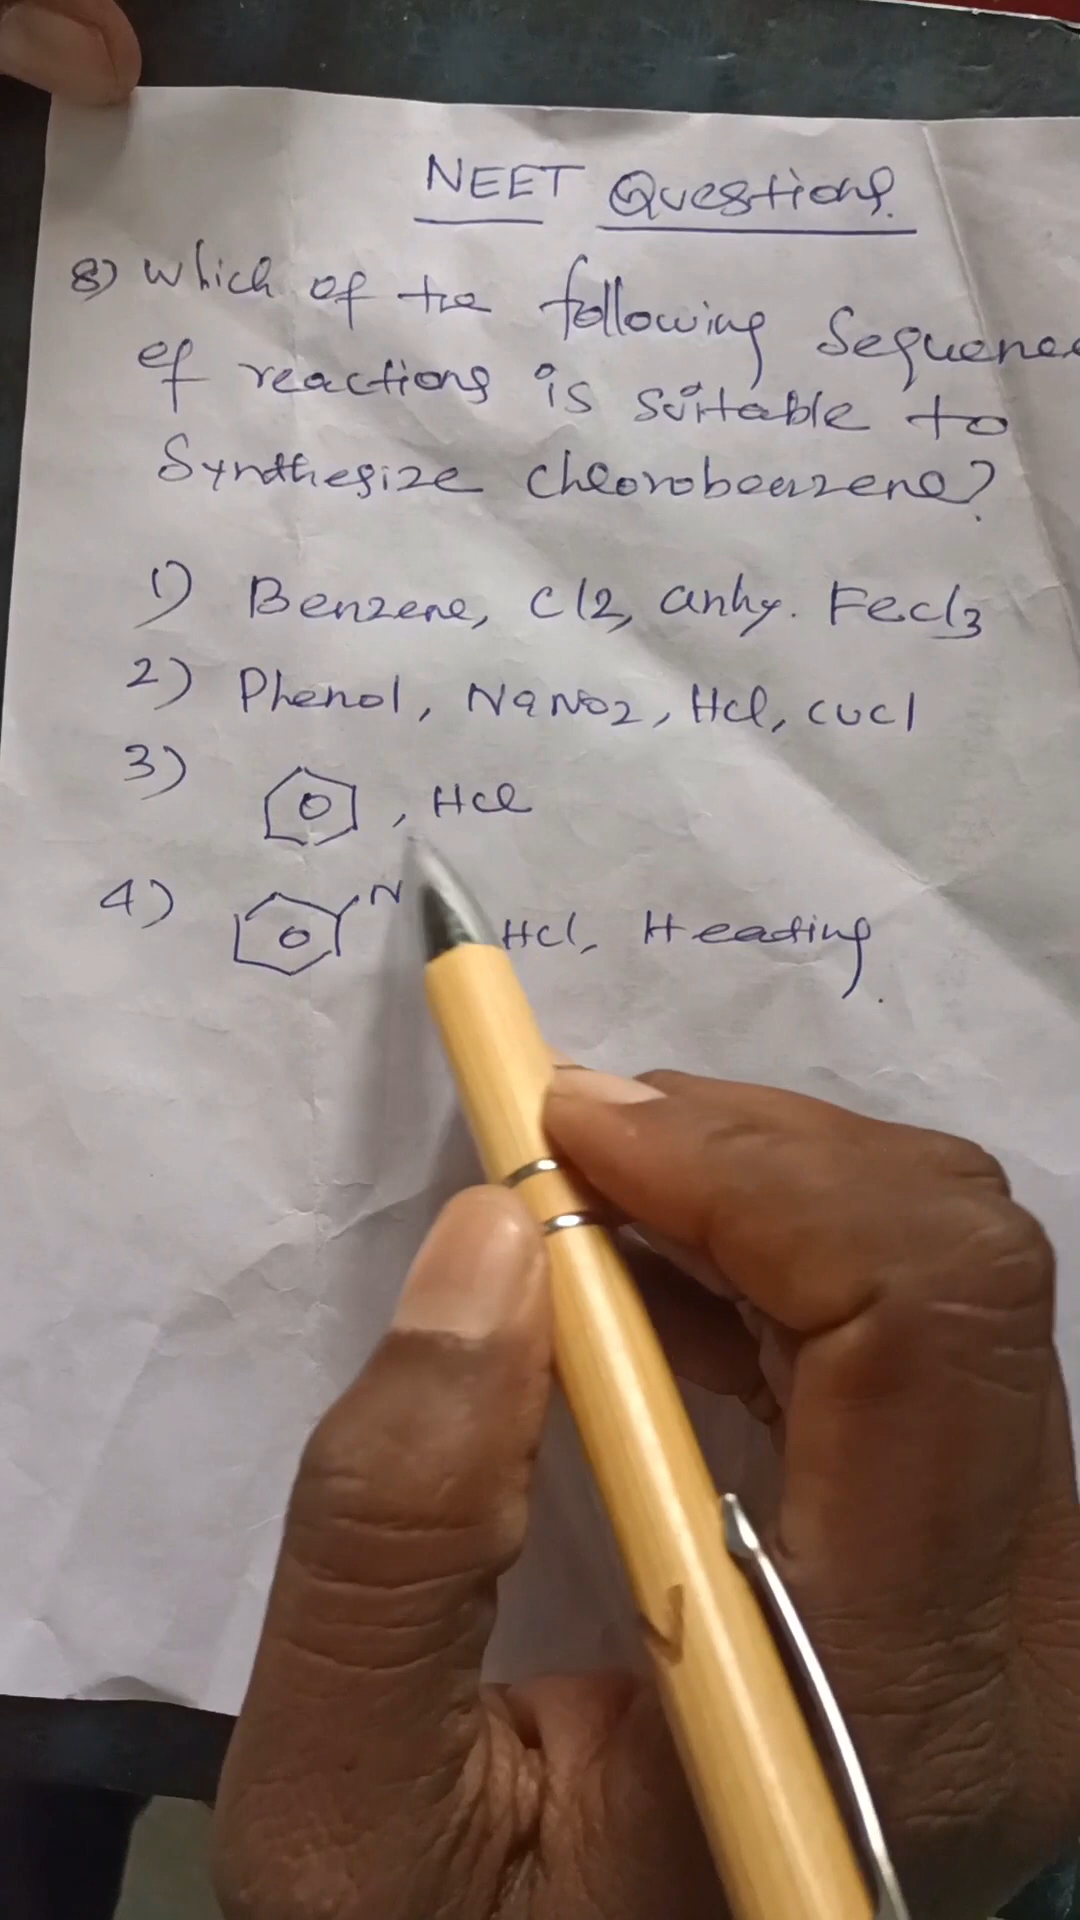 NEET Questions.
8) Which of the following Sequence
of reactions is suitable to
Synthesize chlorobenzene?
1) Benzene, Cl2, anhy. FeCl3
2) Phenol, NaNO2, HCl, CuCl
3) , HCl
4) N HCl, Heating.